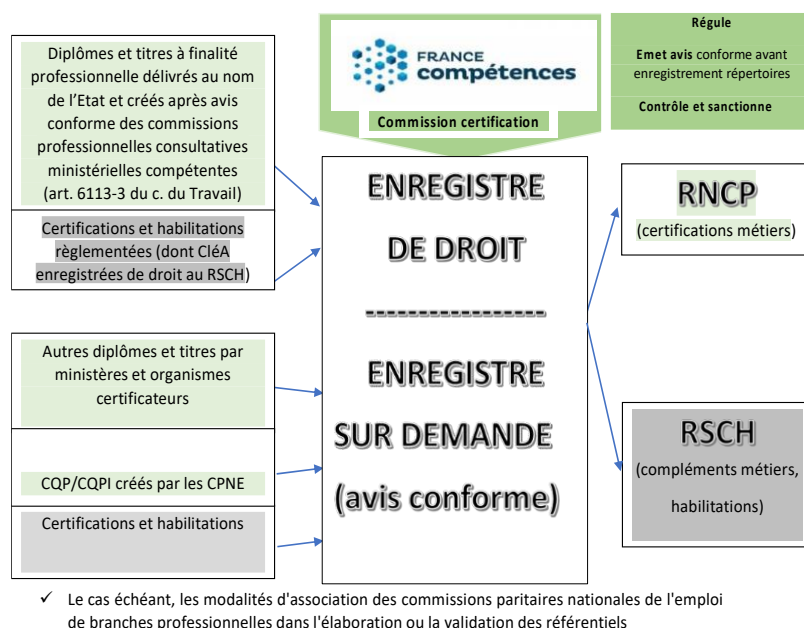 Diplômes et titres à finalité
professionnelle délivrés au nom
de l’Etat et créés après avis
conforme des commissions
professionnelles consultatives
ministérielles compétentes
(art. 6113-3 du c. du Travail)
Certifications et habilitations
règlementées (dont CléA
enregistrées de droit au RSCH)
Autres diplômes et titres par
ministères et organismes
certificateurs
CQP/CQPI créés par les CPNE
Certifications et habilitations
FRANCE
compétences
Commission certification
ENREGISTRE
DE DROIT
------------------
ENREGISTRE
SUR DEMANDE
(avis conforme)
Régule
Emet avis conforme avant
enregistrement répertoires
Contrôle et sanctionne
RNCP
(certifications métiers)
RSCH
(compléments métiers,
habilitations)
✓ Le cas échéant, les modalités d'association des commissions paritaires nationales de l'emploi
de branches professionnelles dans l'élaboration ou la validation des référentiels